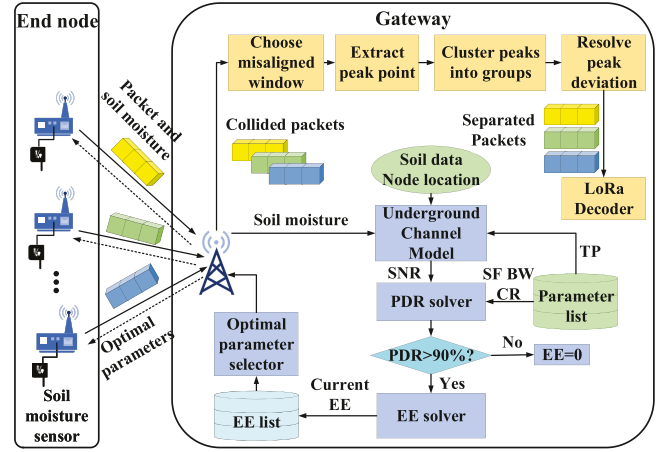 End node
Gateway
Choose
misaligned
window
Extract
peak point
Cluster peaks
into groups
Resolve
peak
deviation
Packet and
soil moisture
Collided packets
Separated
Packets
Soil data
Node location
LoRa
Decoder
Soil moisture
Underground
Channel
Model
TP
SNR
SF BW
CR
Parameter
list
PDR solver
Optimal
parameters
Optimal
parameter
selector
PDR>90%?
No
EE=0
Yes
Current
EE
EE list
EE solver
Soil
moisture
sensor